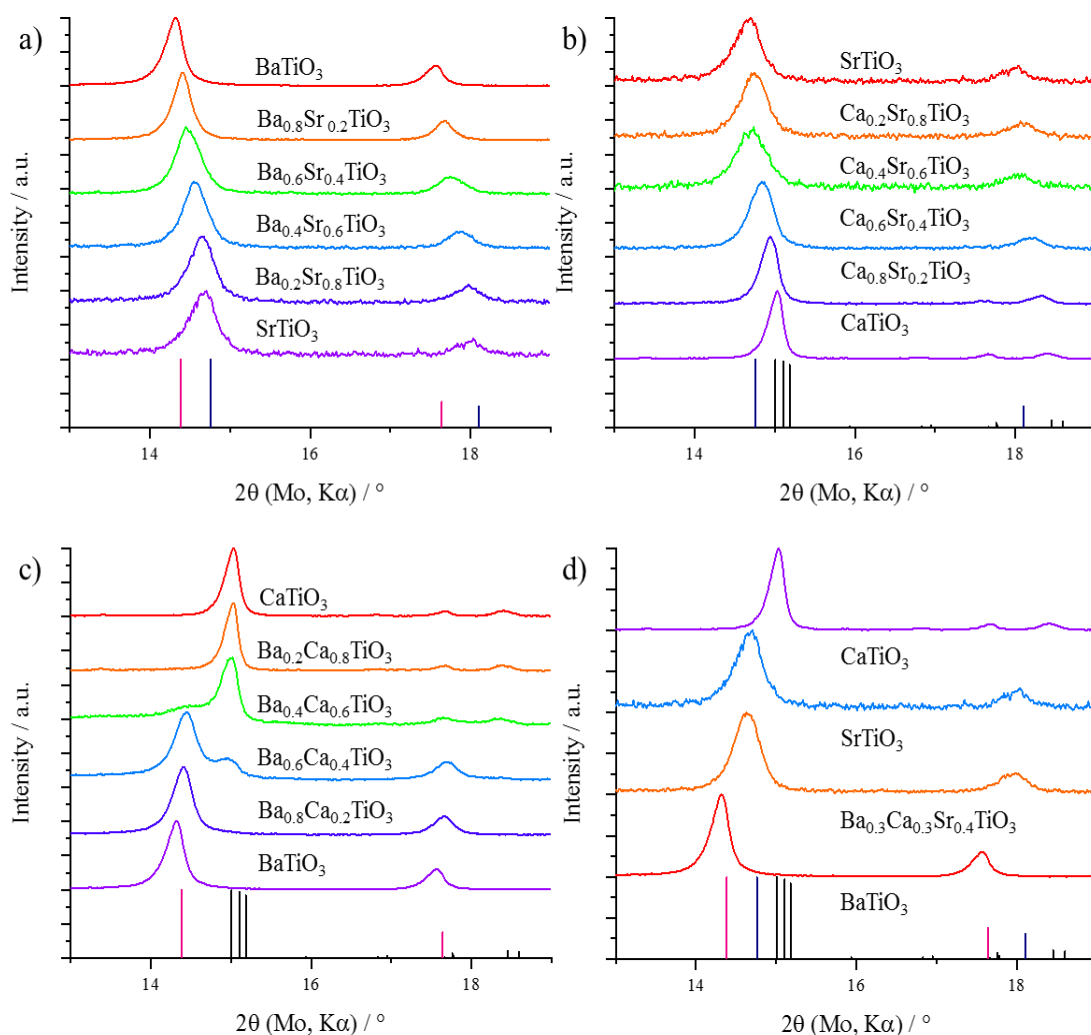 a)
BaTiO₃
Ba₀.₈Sr₀.₂TiO₃
Ba₀.₆Sr₀.₄TiO₃
Ba₀.₄Sr₀.₆TiO₃
Ba₀.₂Sr₀.₈TiO₃
SrTiO₃
Intensity / a.u.
14 16 18
2θ (Mo, Kα) / °
b)
SrTiO₃
Ca₀.₂Sr₀.₈TiO₃
Ca₀.₄Sr₀.₆TiO₃
Ca₀.₆Sr₀.₄TiO₃
Ca₀.₈Sr₀.₂TiO₃
CaTiO₃
Intensity / a.u.
14 16 18
2θ (Mo, Kα) / °
c)
CaTiO₃
Ba₀.₂Ca₀.₈TiO₃
Ba₀.₄Ca₀.₆TiO₃
Ba₀.₆Ca₀.₄TiO₃
Ba₀.₈Ca₀.₂TiO₃
BaTiO₃
Intensity / a.u.
14 16 18
2θ (Mo, Kα) / °
d)
CaTiO₃
SrTiO₃
Ba₀.₃Ca₀.₃Sr₀.₄TiO₃
BaTiO₃
Intensity / a.u.
14 16 18
2θ (Mo, Kα) / °